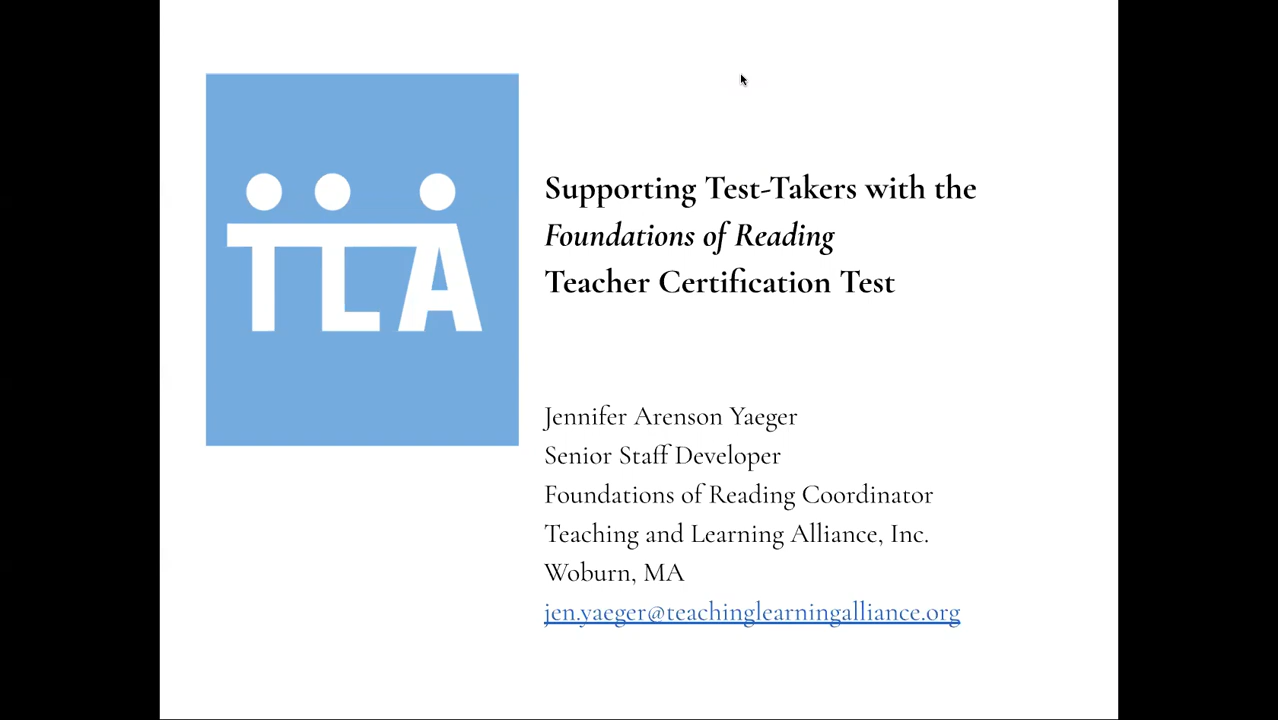 TLA
Supporting Test-Takers with the
Foundations of Reading
Teacher Certification Test
Jennifer Arenson Yaeger
Senior Staff Developer
Foundations of Reading Coordinator
Teaching and Learning Alliance, Inc.
Woburn, MA
jen.yaeger@teachinglearningalliance.org